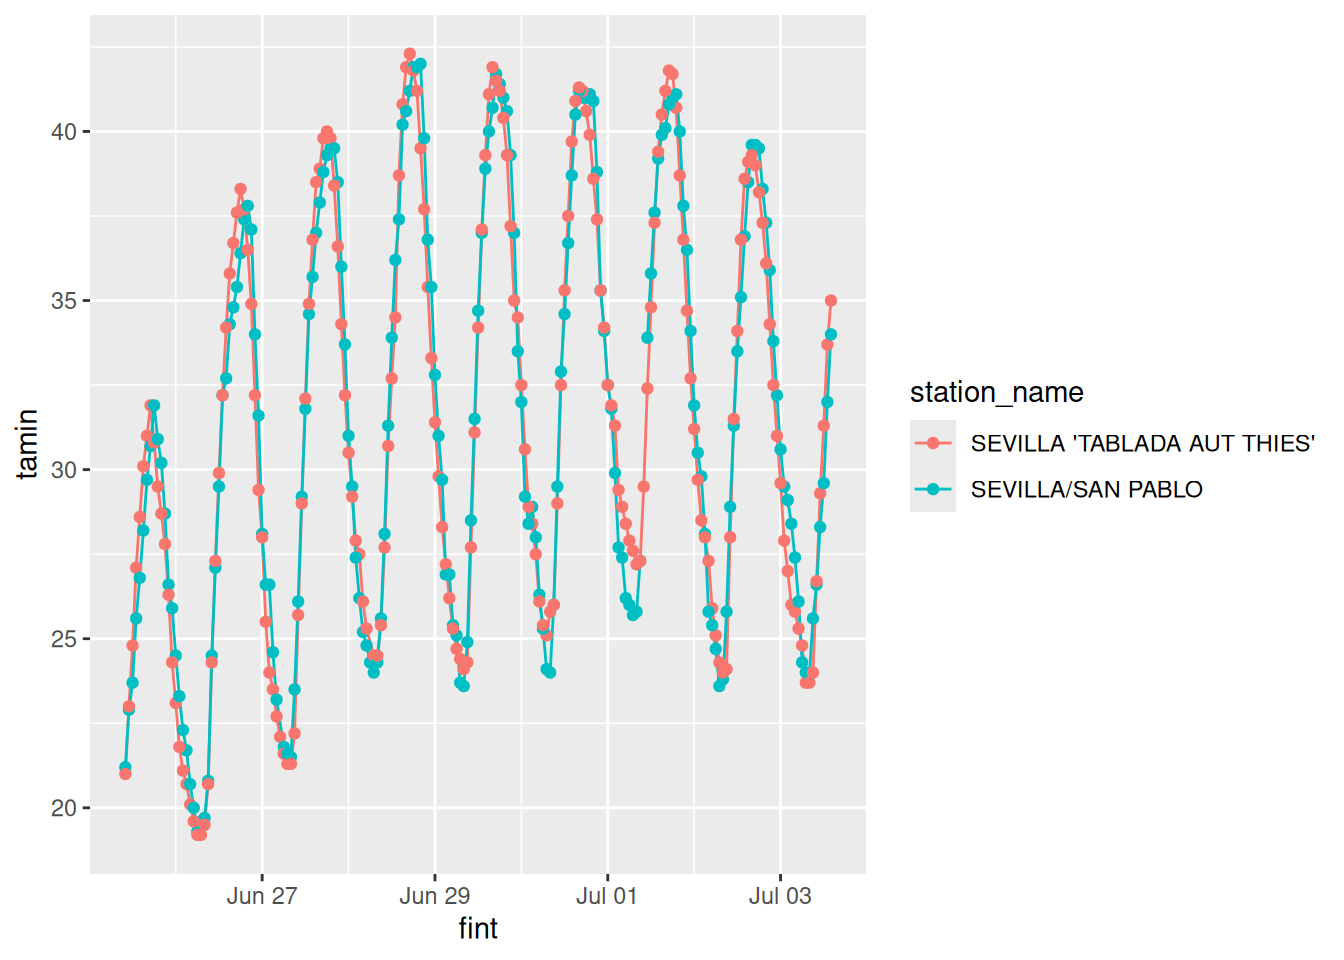 40
35
30
25
20
tamin
Jun 27
Jun 29
Jul 01
Jul 03
fint
station_name
SEVILLA 'TABLADA AUT THIES'
SEVILLA/SAN PABLO